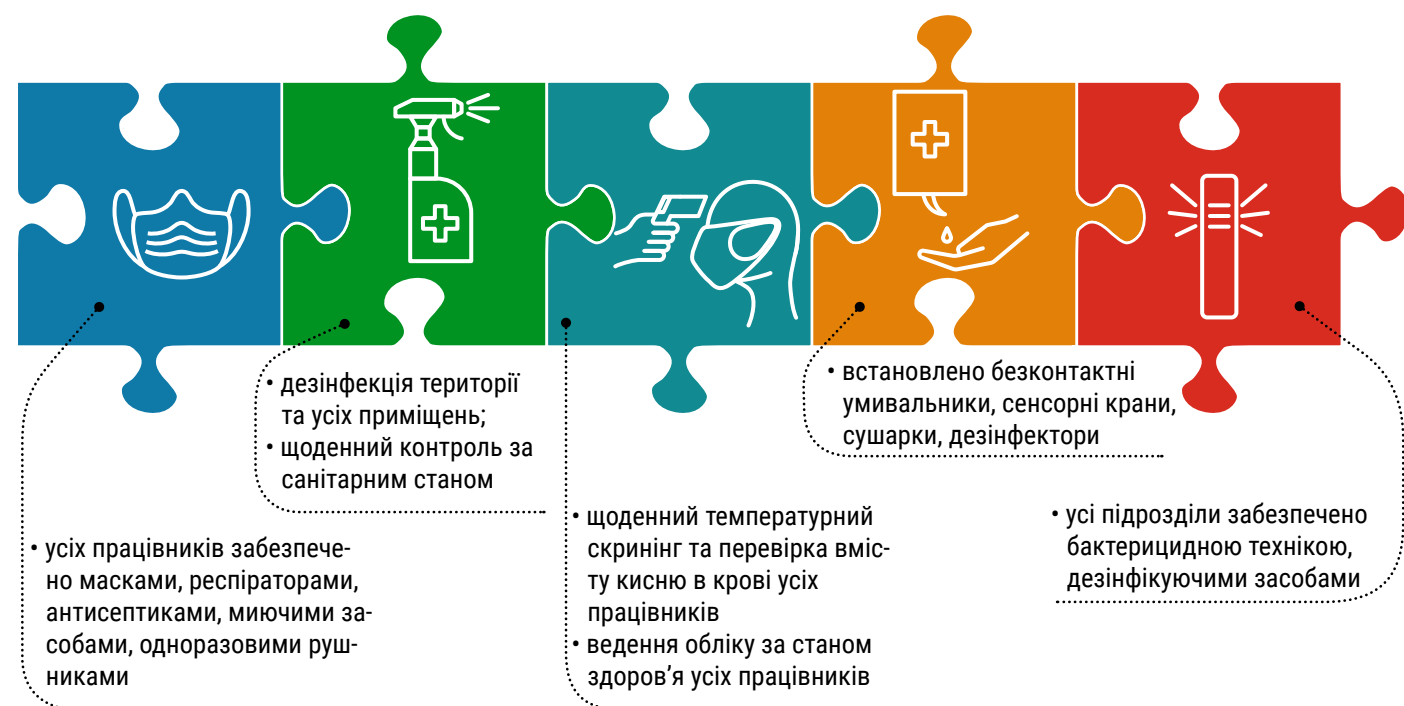 • усіх працівників забезпече-
но масками, респіраторами,
антисептиками, миючими за-
собами, одноразовими руш-
никами
• дезінфекція території
та усіх приміщень;
• щоденний контроль за
санітарним станом
• щоденний температурний
скринінг та перевірка вміс-
ту кисню в крові усіх
працівників
• ведення обліку за станом
здоров’я усіх працівників
• встановлено безконтактні
умивальники, сенсорні крани,
сушарки, дезінфектори
• усі підрозділи забезпечено
бактерицидною технікою,
дезінфікуючими засобами